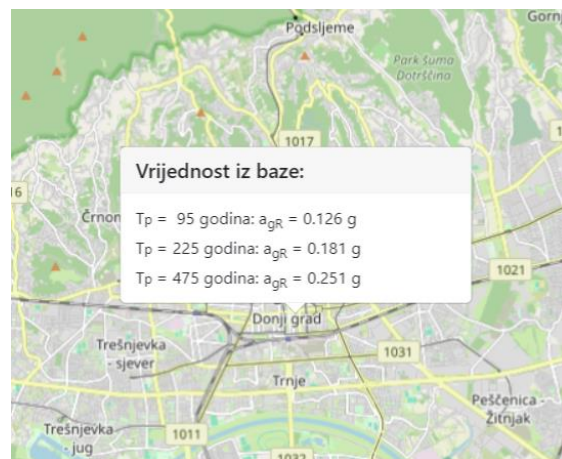 Podsljeme
Gornj
Park šuma
Dotrščina
1017
1
16
Vrijednost iz baze:
Črnom
Tp = 95 godina: agR = 0.126 g
Tp = 225 godina: agR = 0.181 g
Tp = 475 godina: agR = 0.251 g
1021
Donji grad
Trešnjevka
- sjever
1031
Trnje
Peščenica -
Žitnjak
Trešnjevka
- jug
1011
1032